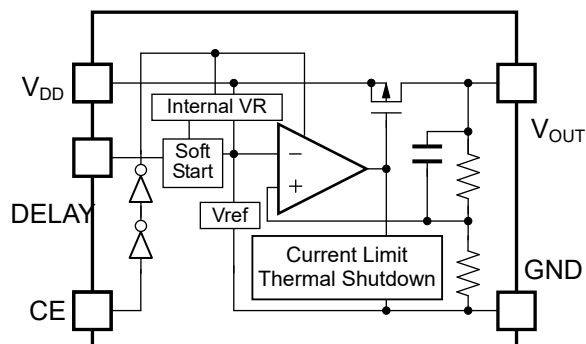 V_DD
Internal VR
Soft
Start
−
+
V_OUT
DELAY
Vref
Current Limit
Thermal Shutdown
GND
CE